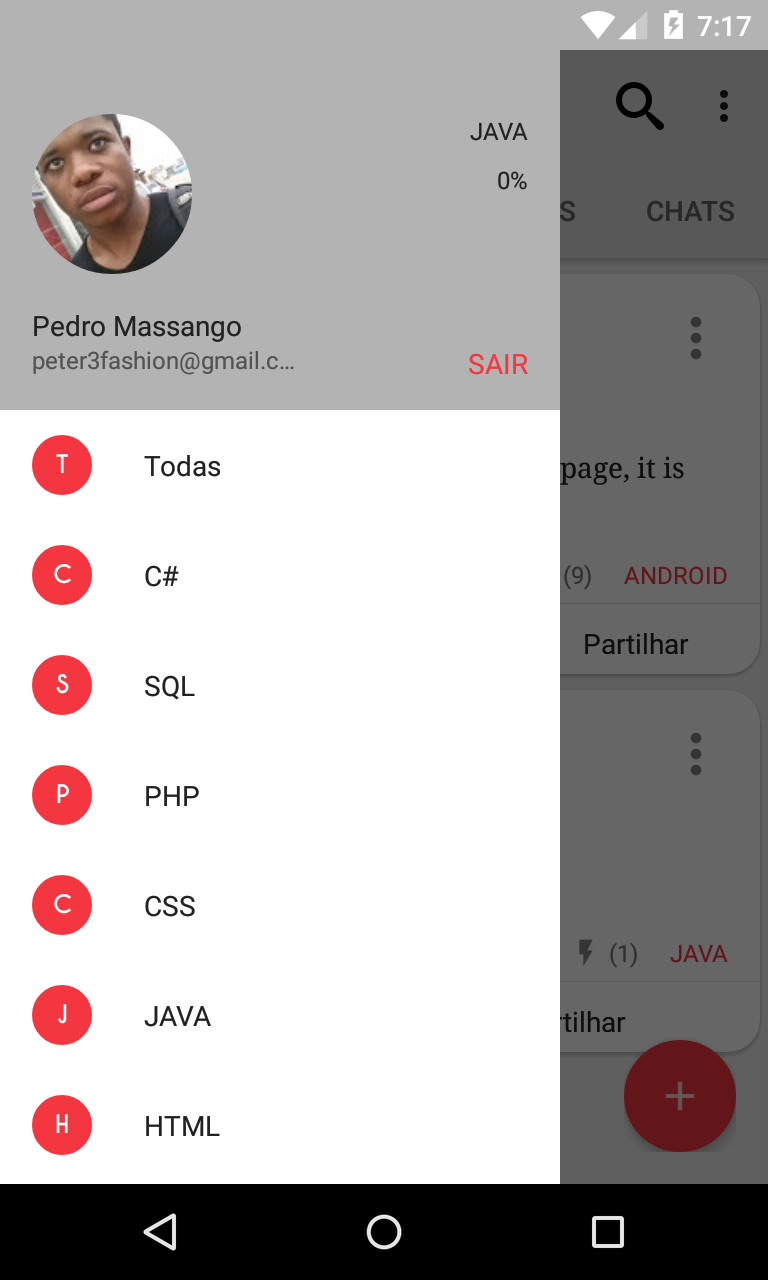 7:17
JAVA
0%
Pedro Massango
peter3fashion@gmail.c...
SAIR
S
CHATS
page, it is
(9) ANDROID
Partilhar
(1) JAVA
tilhar
+
T Todas
C C#
S SQL
P PHP
C CSS
J JAVA
H HTML